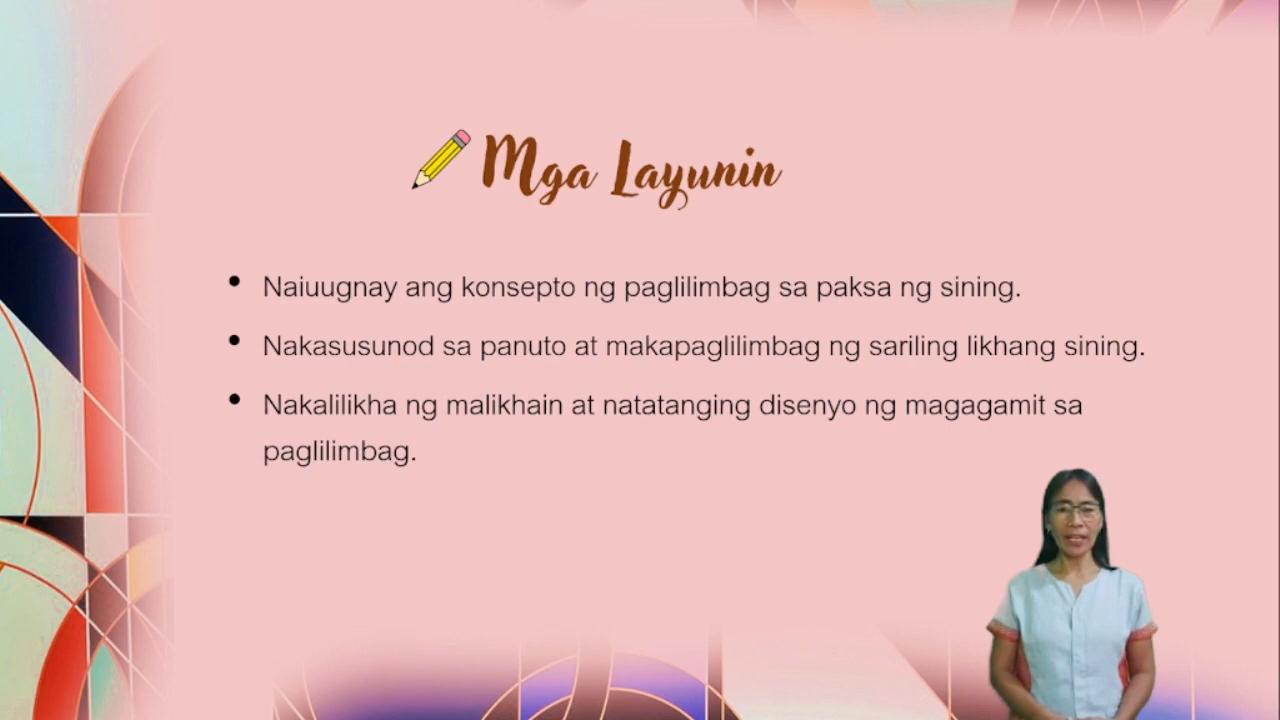 Mga Layunin
• Naiuugnay ang konsepto ng paglilimbag sa paksa ng sining.
• Nakasusunod sa panuto at makapaglilimbag ng sariling likhang sining.
• Nakalilikha ng malikhain at natatanging disenyo ng magagamit sa
paglilimbag.